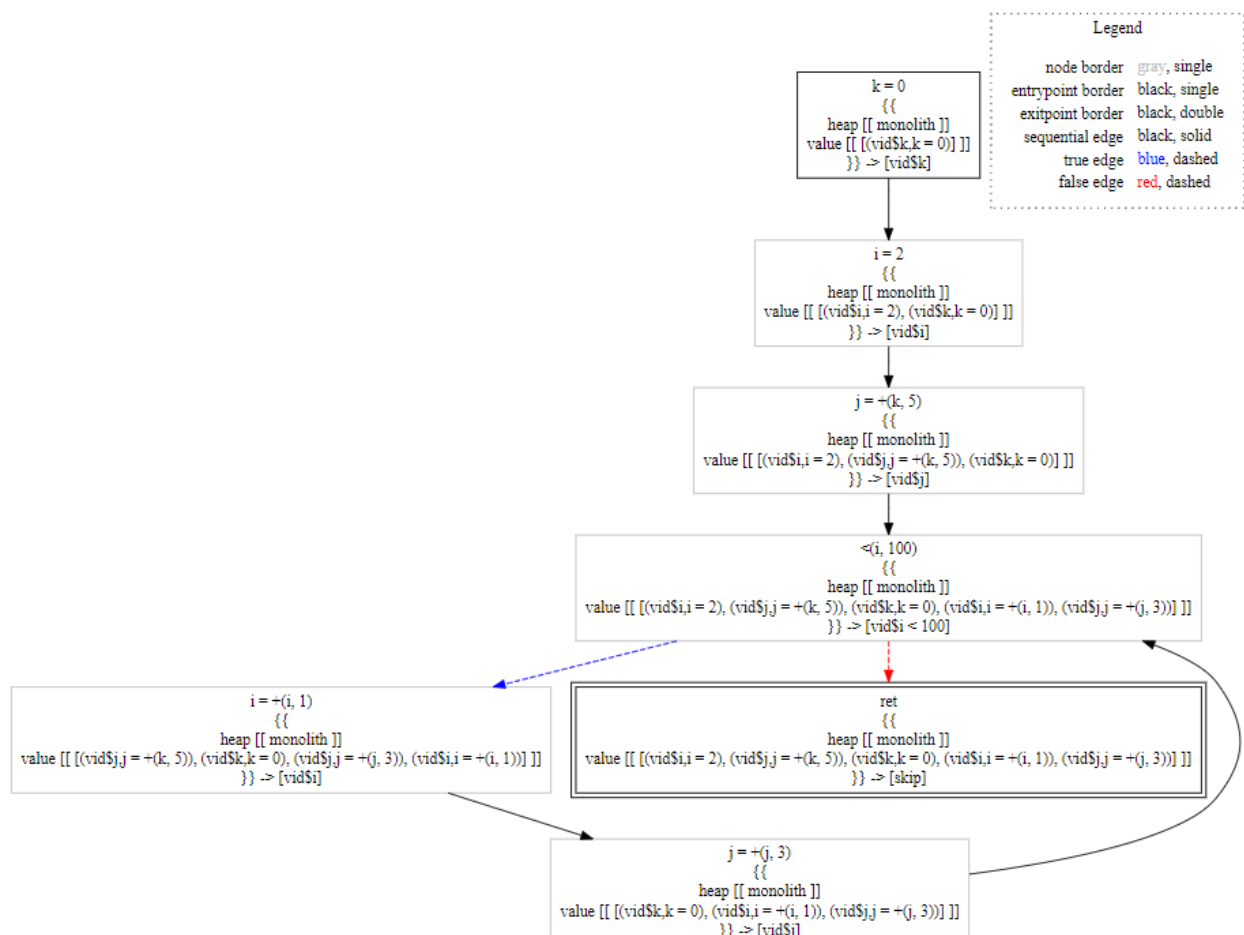 Legend
node border gray, single
entrypoint border black, single
exitpoint border black, double
sequential edge black, solid
true edge blue, dashed
false edge red, dashed
k = 0
{{
heap [[ monolith ]]
value [[ [(vid$k,k = 0)] ]]
}} -> [vid$k]
i = 2
{{
heap [[ monolith ]]
value [[ [(vid$i,i = 2), (vid$k,k = 0)] ]]
}} -> [vid$i]
j = +(k, 5)
{{
heap [[ monolith ]]
value [[ [(vid$i,i = 2), (vid$j,j = +(k, 5)), (vid$k,k = 0)] ]]
}} -> [vid$j]
<(i, 100)
{{
heap [[ monolith ]]
value [[ [(vid$i,i = 2), (vid$j,j = +(k, 5)), (vid$k,k = 0), (vid$i,i = +(i, 1)), (vid$j,j = +(j, 3))] ]]
}} -> [vid$i < 100]
i = +(i, 1)
{{
heap [[ monolith ]]
value [[ [(vid$j,j = +(k, 5)), (vid$k,k = 0), (vid$j,j = +(j, 3)), (vid$i,i = +(i, 1))] ]]
}} -> [vid$i]
ret
{{
heap [[ monolith ]]
value [[ [(vid$i,i = 2), (vid$j,j = +(k, 5)), (vid$k,k = 0), (vid$i,i = +(i, 1)), (vid$j,j = +(j, 3))] ]]
}} -> [skip]
j = +(j, 3)
{{
heap [[ monolith ]]
value [[ [(vid$k,k = 0), (vid$i,i = +(i, 1)), (vid$j,j = +(j, 3))] ]]
}} -> [vid$j]